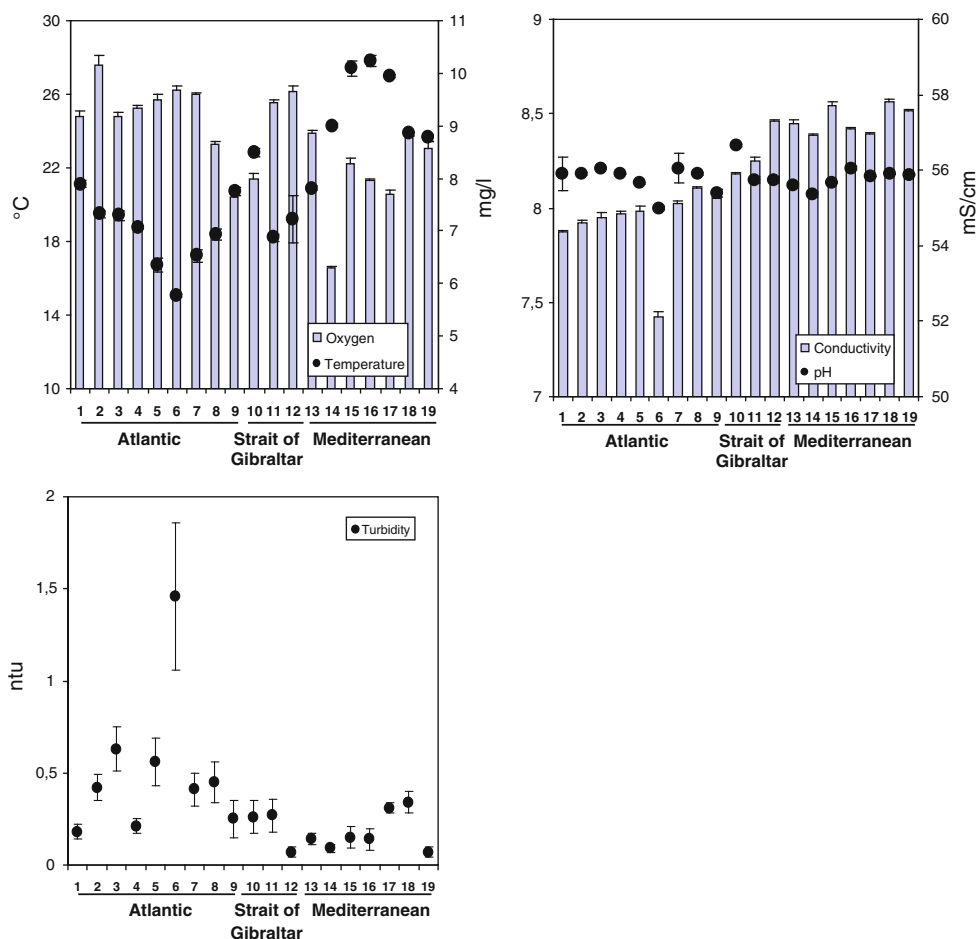 30
26
22
18
14
10
°C
11
10
9
8
7
6
5
4
mg/l
Oxygen
Temperature
1 2 3 4 5 6 7 8 9 10 11 12 13 14 15 16 17 18 19
Atlantic
Strait of
Gibraltar
Mediterranean
9
8,5
8
7,5
7
60
58
56
54
52
50
mS/cm
Conductivity
pH
1 2 3 4 5 6 7 8 9 10 11 12 13 14 15 16 17 18 19
Atlantic
Strait of
Gibraltar
Mediterranean
2
1,5
1
0,5
0
ntu
Turbidity
1 2 3 4 5 6 7 8 9 10 11 12 13 14 15 16 17 18 19
Atlantic
Strait of
Gibraltar
Mediterranean